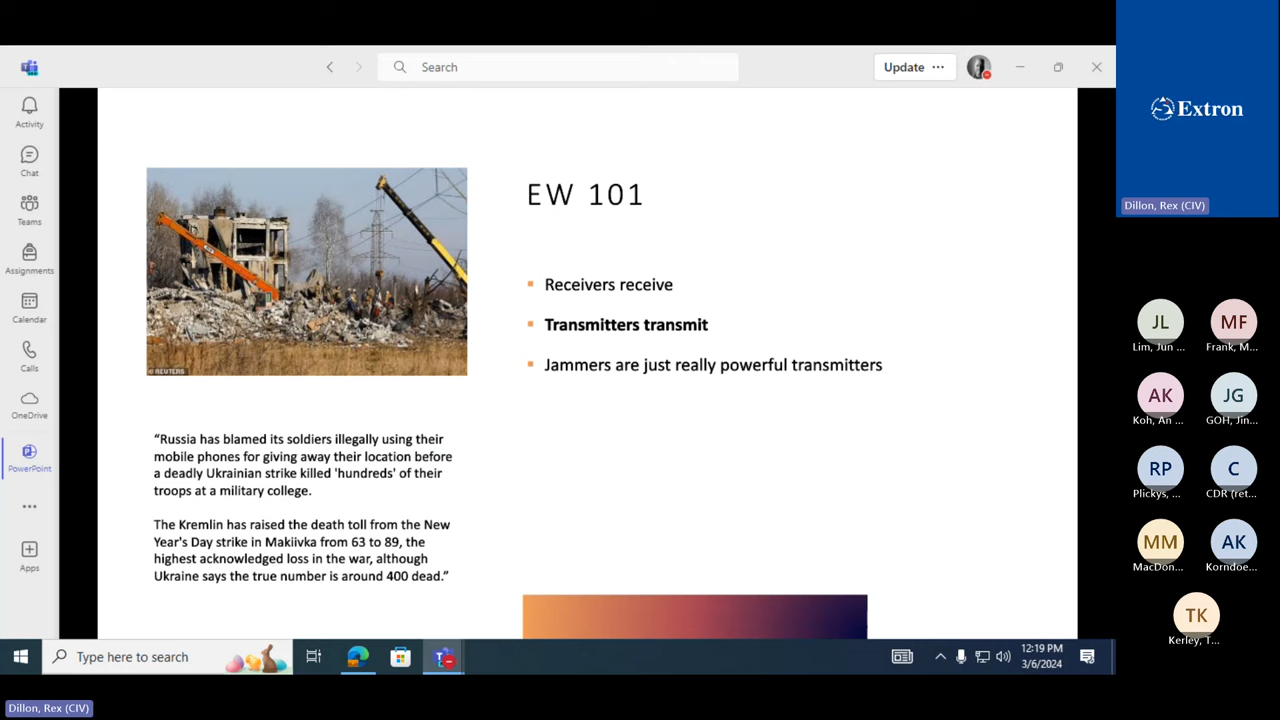 Search
Update
Activity
Chat
Teams
Assignments
Calendar
Calls
OneDrive
PowerPoint
Apps
© REUTERS
EW 101
Receivers receive
Transmitters transmit
Jammers are just really powerful transmitters
“Russia has blamed its soldiers illegally using their
mobile phones for giving away their location before
a deadly Ukrainian strike killed 'hundreds' of their
troops at a military college.
The Kremlin has raised the death toll from the New
Year's Day strike in Makiivka from 63 to 89, the
highest acknowledged loss in the war, although
Ukraine says the true number is around 400 dead.”
Extron
Dillon, Rex (CIV)
JL
Lim, Jun ...
MF
Frank, M...
AK
Koh, An ...
JG
GOH, Jin...
RP
Plickys, ...
C
CDR (ret...
MM
MacDon...
AK
Korndoe...
TK
Kerley, T...
Type here to search
12:19 PM
3/6/2024
Dillon, Rex (CIV)